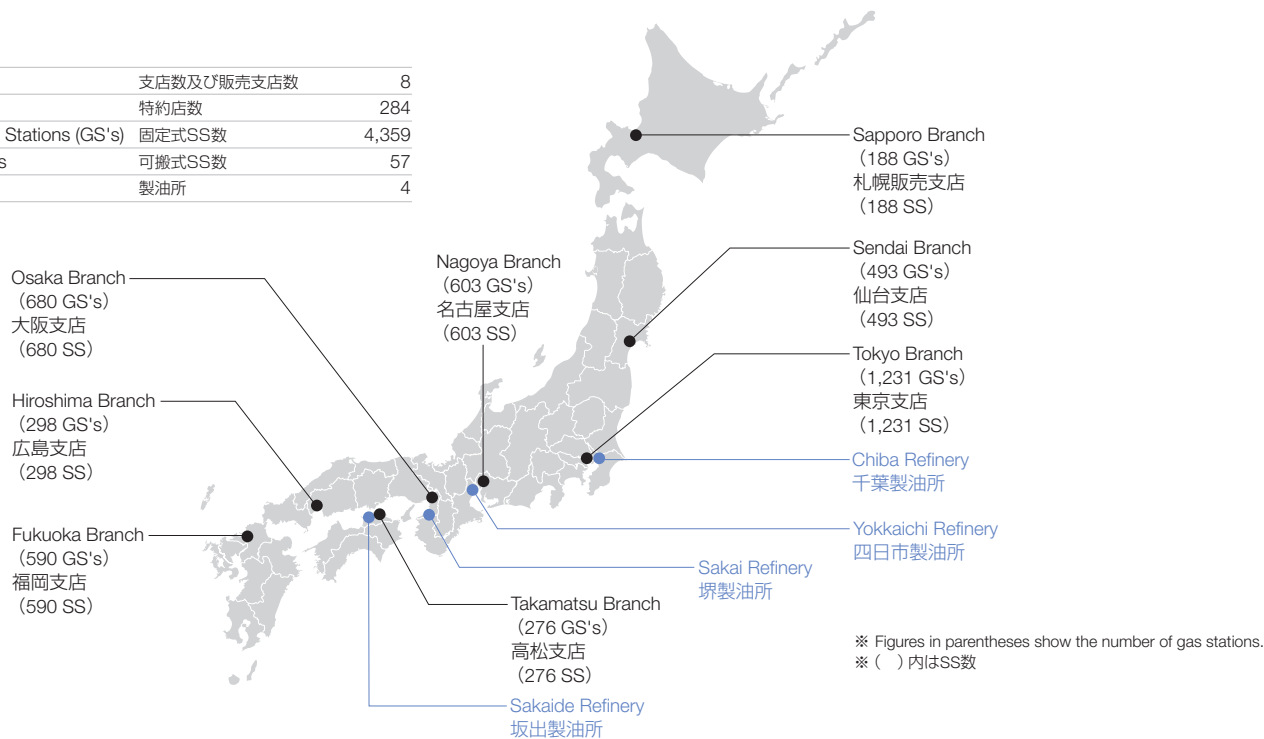 支店数及び販売支店数 8
特約店数 284
Stations (GS's) 固定式SS数 4,359
s 可搬式SS数 57
製油所 4
Sapporo Branch
（188 GS's）
札幌販売支店
（188 SS）
Sendai Branch
（493 GS's）
仙台支店
（493 SS）
Nagoya Branch
（603 GS's）
名古屋支店
（603 SS）
Osaka Branch
（680 GS's）
大阪支店
（680 SS）
Tokyo Branch
（1,231 GS's）
東京支店
（1,231 SS）
Hiroshima Branch
（298 GS's）
広島支店
（298 SS）
Chiba Refinery
千葉製油所
Fukuoka Branch
（590 GS's）
福岡支店
（590 SS）
Yokkaichi Refinery
四日市製油所
Sakai Refinery
堺製油所
Takamatsu Branch
（276 GS's）
高松支店
（276 SS）
Sakaide Refinery
坂出製油所
※ Figures in parentheses show the number of gas stations.
※（　）内はSS数